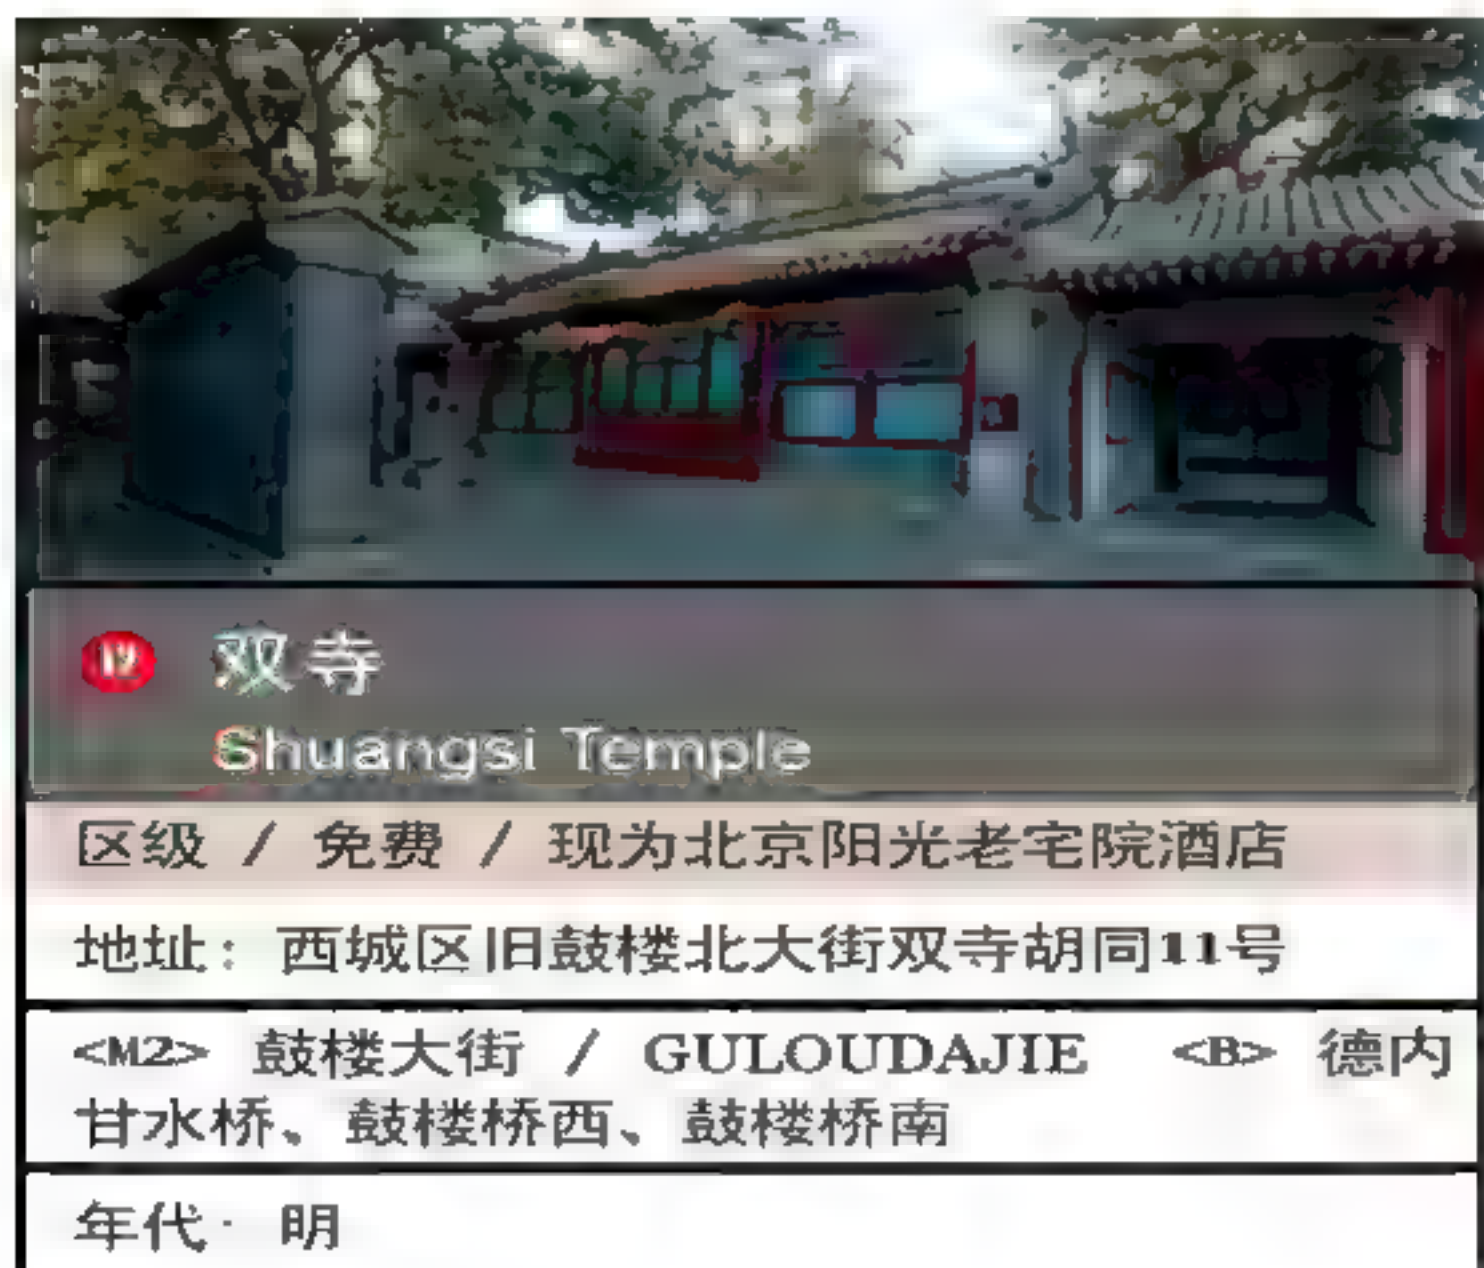 12 双寺
Shuangsi Temple
区级 / 免费 / 现为北京阳光老宅院酒店
地址: 西城区旧鼓楼北大街双寺胡同11号
<M2> 鼓楼大街 / GULOUDAJIE <B> 德内
甘水桥、鼓楼桥西、鼓楼桥南
年代· 明